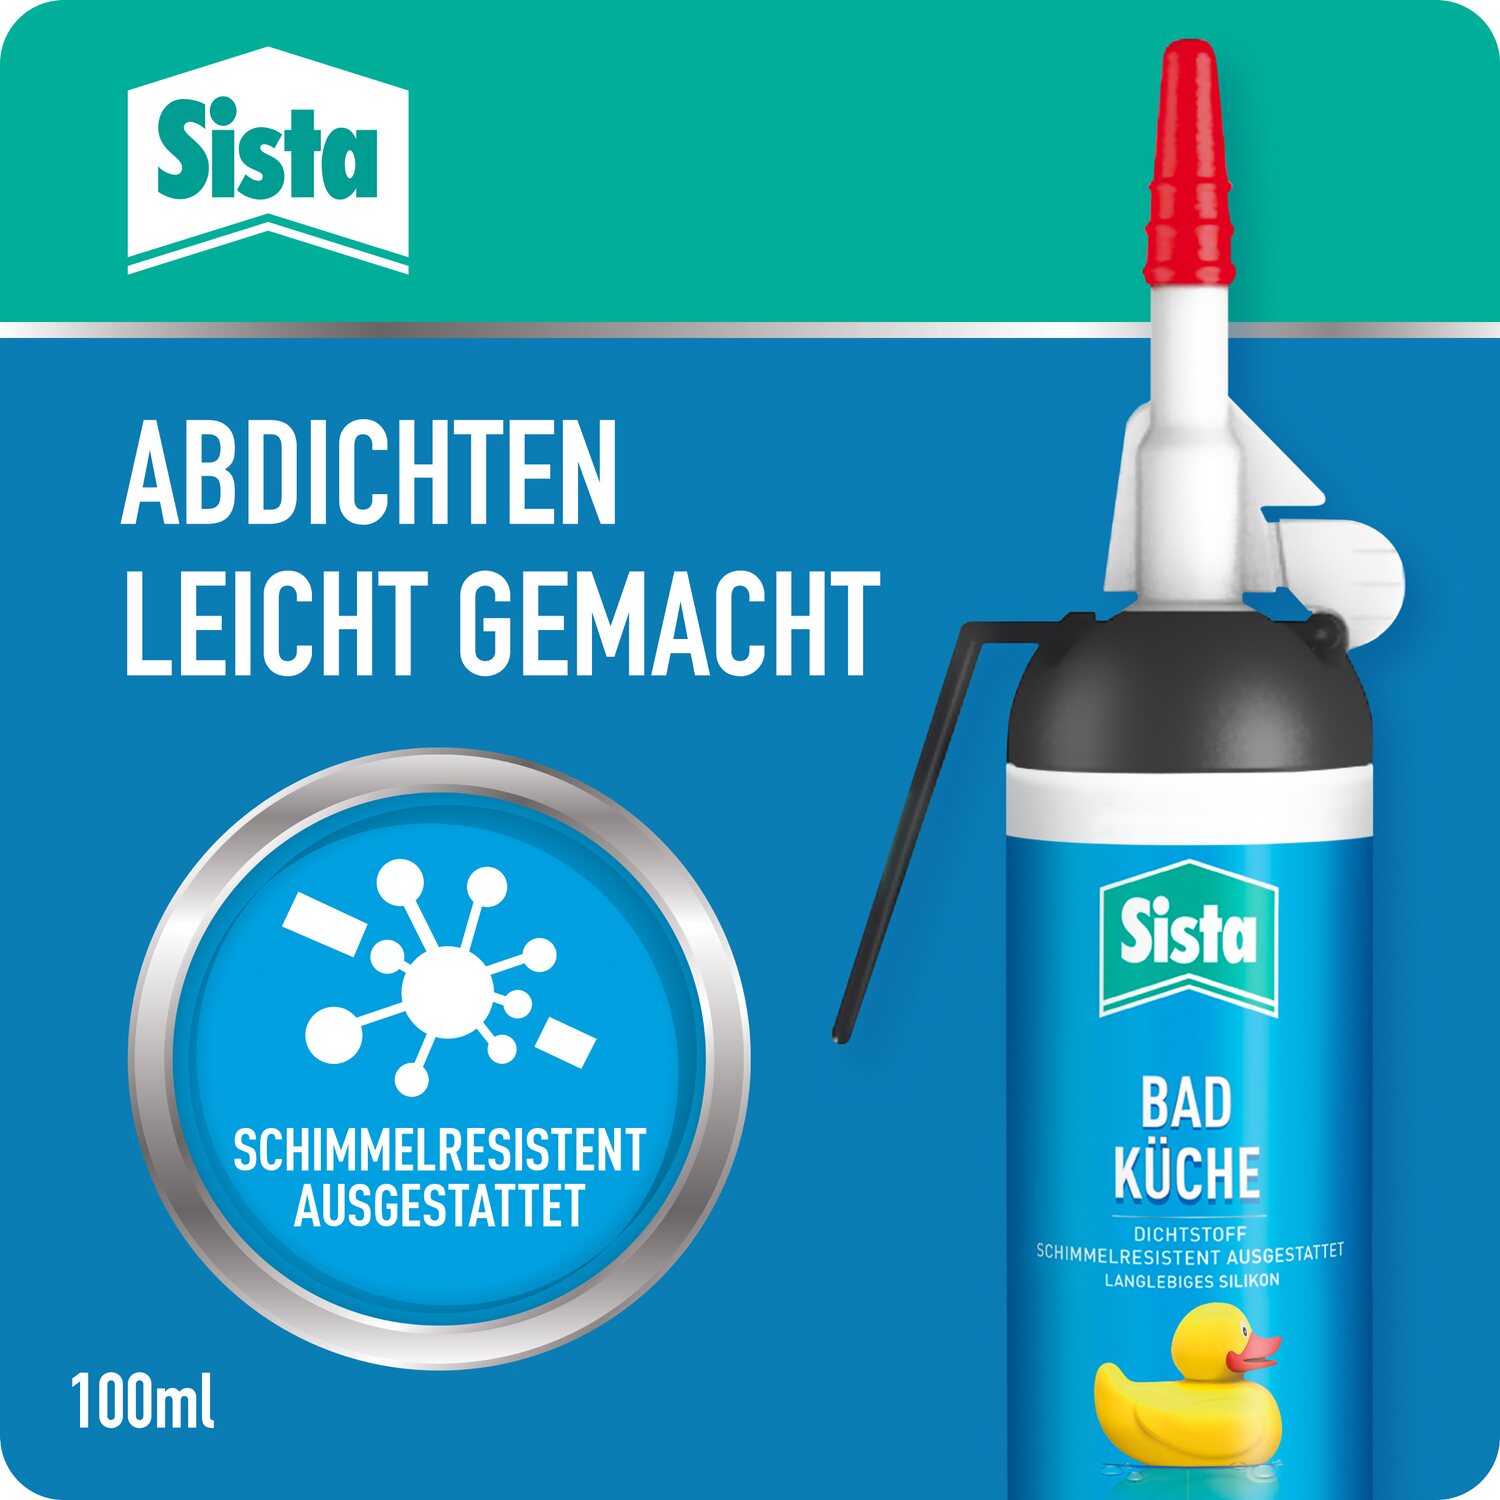 Sista
ABDICHTEN
LEICHT GEMACHT
SCHIMMELRESISTENT
AUSGESTATTET
100ml
Sista
BAD
KÜCHE
DICHTSTOFF
SCHIMMELRESISTENT AUSGESTATTET
LANGLEBIGES SILIKON